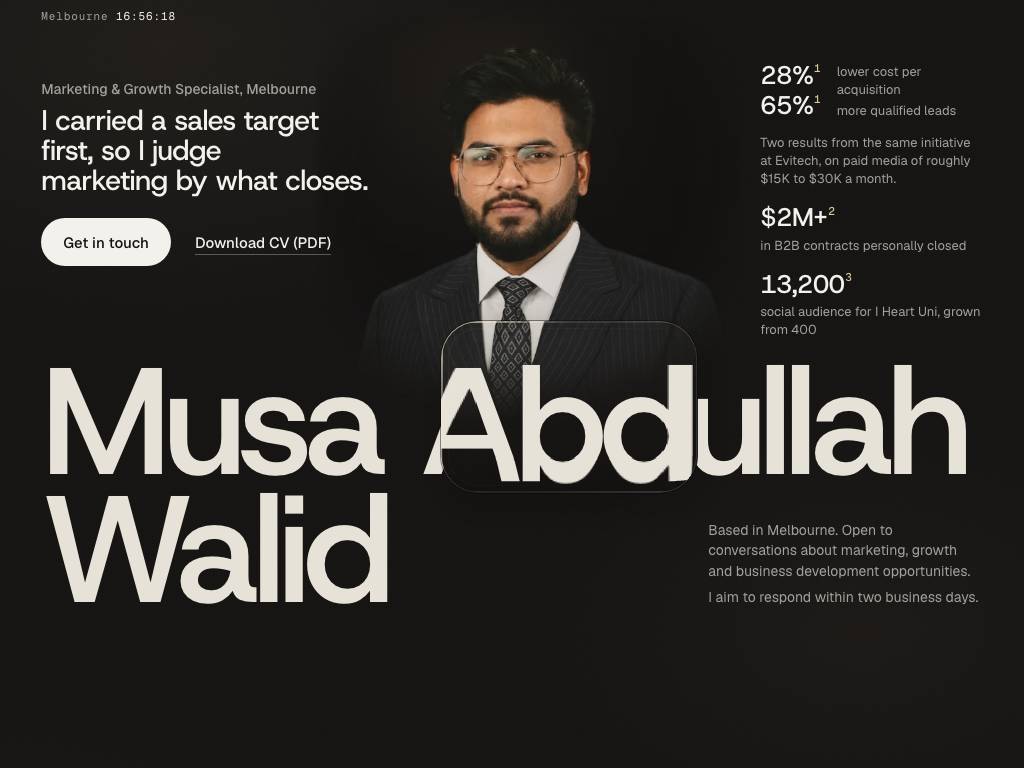 Melbourne 16:56:18
Marketing & Growth Specialist, Melbourne
I carried a sales target
first, so I judge
marketing by what closes.
Get in touch
Download CV (PDF)
28%1 lower cost per
acquisition
65%1 more qualified leads
Two results from the same initiative
at Evitech, on paid media of roughly
$15K to $30K a month.
$2M+2
in B2B contracts personally closed
13,2003
social audience for I Heart Uni, grown
from 400
Musa Abdullah
Walid
Based in Melbourne. Open to
conversations about marketing, growth
and business development opportunities.
I aim to respond within two business days.